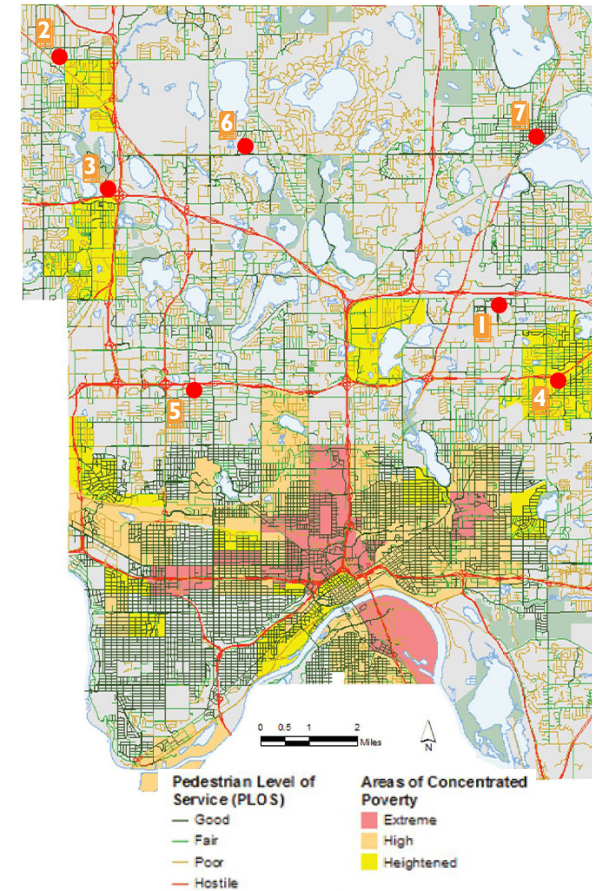 2
6
7
3
1
4
5
0 0.5 1 2
Miles
N
Pedestrian Level of
Service (PLOS)
Good
Fair
Poor
Hostile
Areas of Concentrated
Poverty
Extreme
High
Heightened